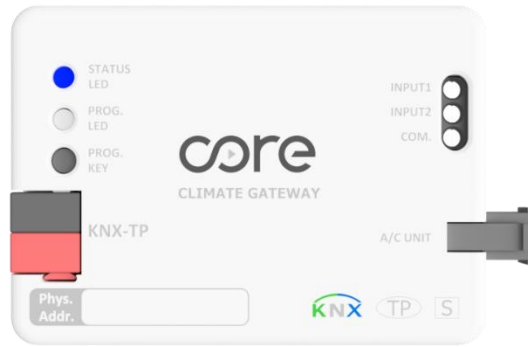 STATUS
LED
PROG.
LED
PROG.
KEY
INPUT1
INPUT2
COM.
core
CLIMATE GATEWAY
KNX-TP
A/C UNIT
Phys.
Addr.
KNX TP S